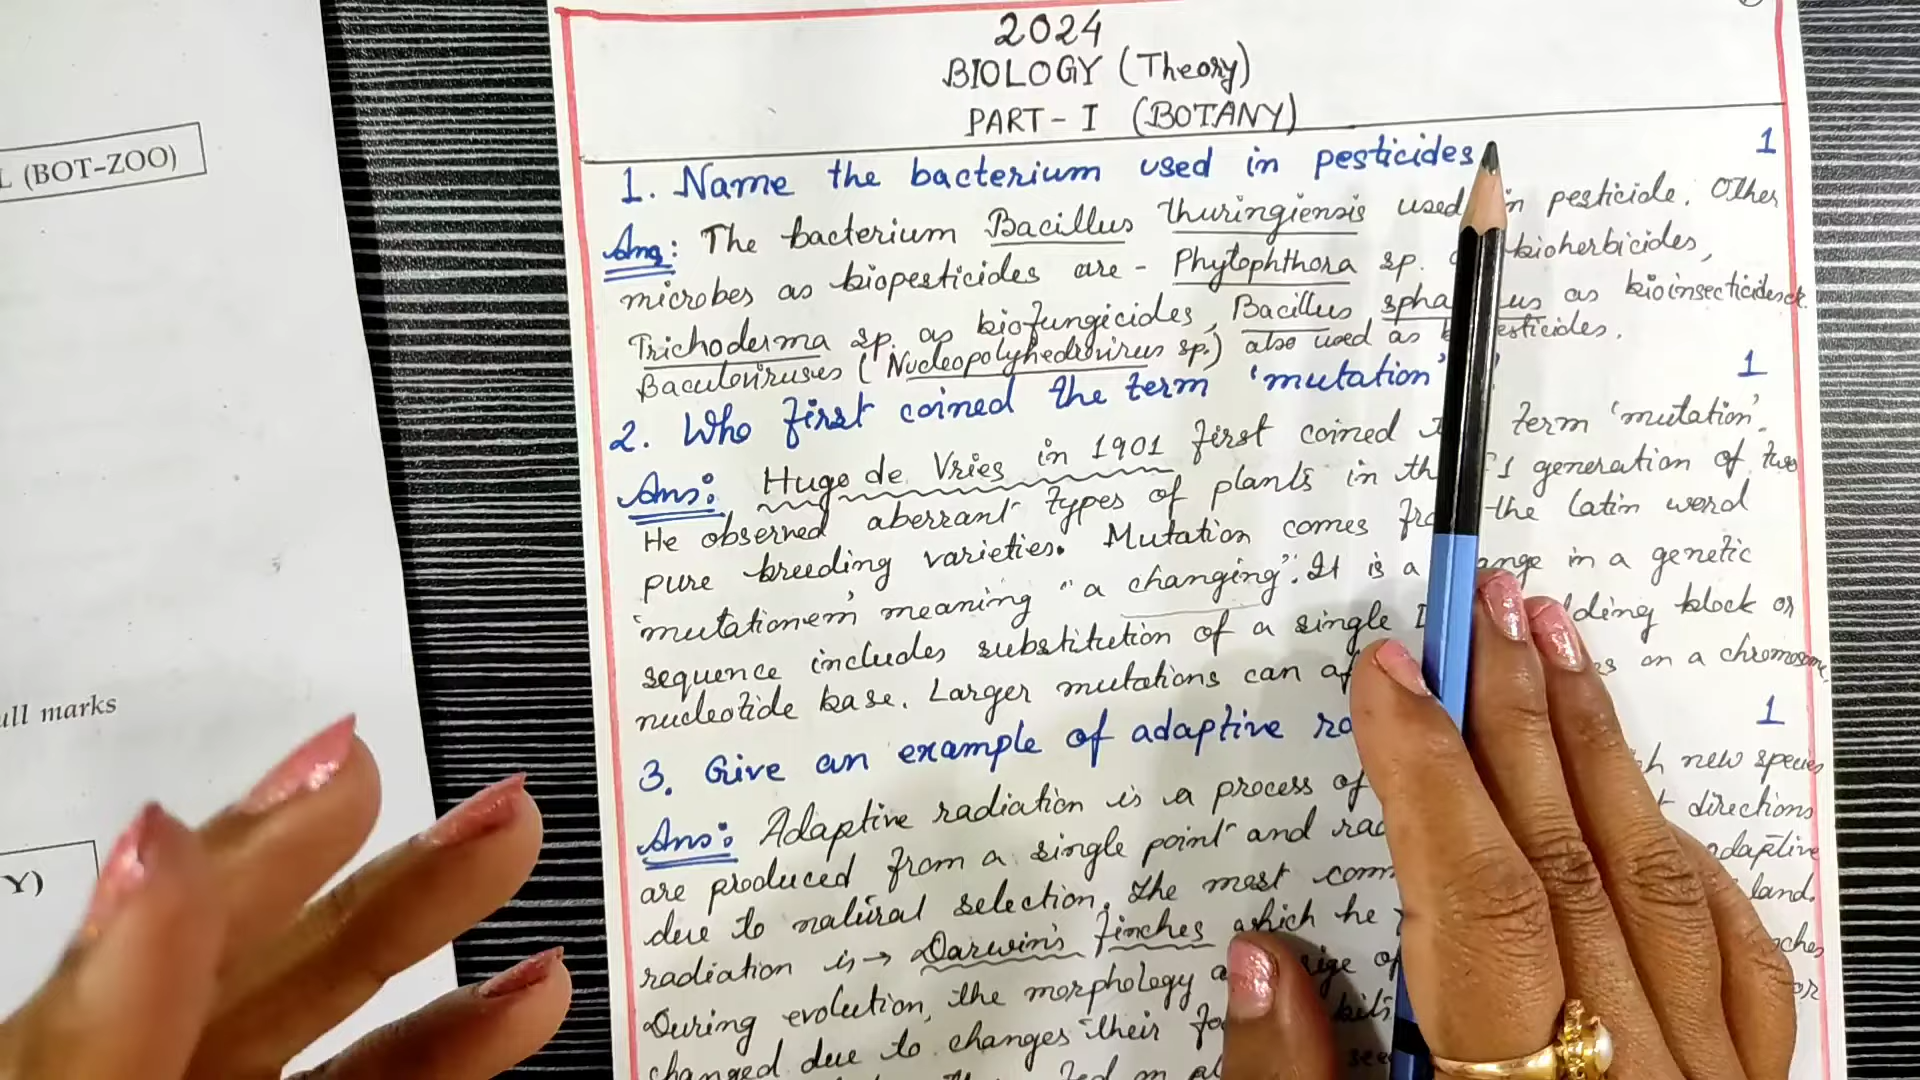 L (BOT-ZOO)
ull marks
Y)
2024
BIOLOGY (Theory)
PART - I (BOTANY)
1. Name the bacterium used in pesticides 1
Ans: The bacterium Bacillus thuringiensis used in pesticide. Other
microbes as biopesticides are - Phytophthora sp. bioherbicides,
Trichoderma sp. as biofungicides, Bacillus as bioinsecticides
Baculoviruses (Nucleopolyhedrovirus sp.) also used as
2. Who first coined the term 'mutation' 1
Ans: Hugo de Vries in 1901 first coined term 'mutation'.
He observed aberrant types of plants in generation of two
pure breeding varieties. Mutation comes the latin word
'mutationem' meaning "a changing". It is a in a genetic
sequence includes substitution of a single block or
nucleotide base. Larger mutations can on a chromosome.
3. Give an example of adaptive 1
Ans: Adaptive radiation is a process of new species
are produced from a single point and directions
due to natural selection. The most adaptive
radiation is → Darwin's finches which he land.
During evolution, the morphology of
changed due to changes their